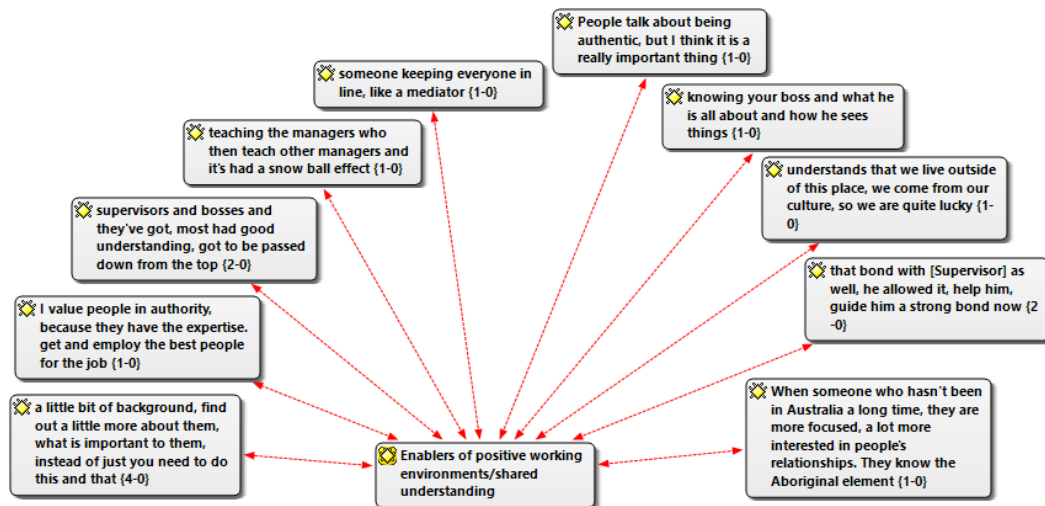 People talk about being
authentic, but I think it is a
really important thing {1-0}
someone keeping everyone in
line, like a mediator {1-0}
knowing your boss and what he
is all about and how he sees
things {1-0}
teaching the managers who
then teach other managers and
it's had a snow ball effect {1-0}
understands that we live outside
of this place, we come from our
culture, so we are quite lucky {1-
0}
supervisors and bosses and
they've got, most had good
understanding, got to be passed
down from the top {2-0}
that bond with [Supervisor] as
well, he allowed it, help him,
guide him a strong bond now {2
-0}
I value people in authority,
because they have the expertise.
get and employ the best people
for the job {1-0}
a little bit of background, find
out a little more about them,
what is important to them,
instead of just you need to do
this and that {4-0}
When someone who hasn't been
in Australia a long time, they are
more focused, a lot more
interested in people's
relationships. They know the
Aboriginal element {1-0}
Enablers of positive working
environments/shared
understanding